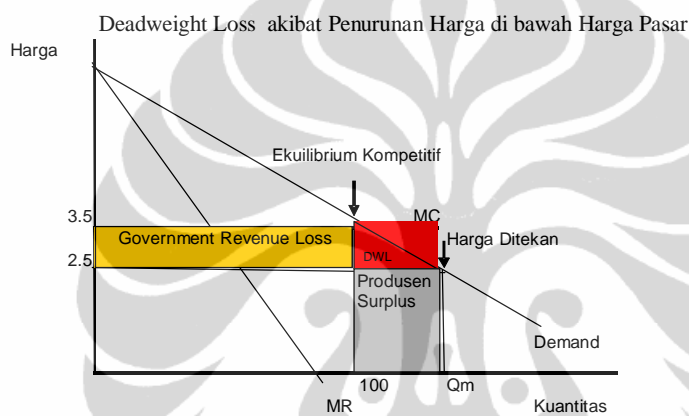 Deadweight Loss akibat Penurunan Harga di bawah Harga Pasar
Harga
Ekuilibrium Kompetitif
3.5
MC
Government Revenue Loss
Harga Ditekan
2.5
DWL
Produsen
Surplus
Demand
100
Qm
MR
Kuantitas